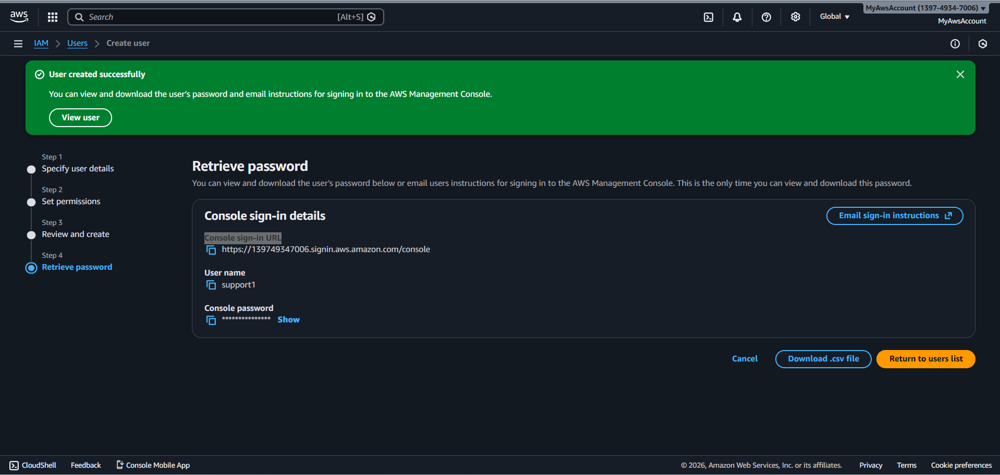 aws
Search [Alt+S]
Global
MyAwsAccount (1397-4934-7006)
MyAwsAccount
IAM Users Create user
User created successfully
You can view and download the user's password and email instructions for signing in to the AWS Management Console.
View user
Step 1
Specify user details
Step 2
Set permissions
Step 3
Review and create
Step 4
Retrieve password
Retrieve password
You can view and download the user's password below or email users instructions for signing in to the AWS Management Console. This is the only time you can view and download this password.
Console sign-in details
Email sign-in instructions
Console sign-in URL
https://139749347006.signin.aws.amazon.com/console
User name
support1
Console password
*************** Show
Cancel
Download .csv file
Return to users list
CloudShell Feedback Console Mobile App
© 2026, Amazon Web Services, Inc. or its affiliates. Privacy Terms Cookie preferences